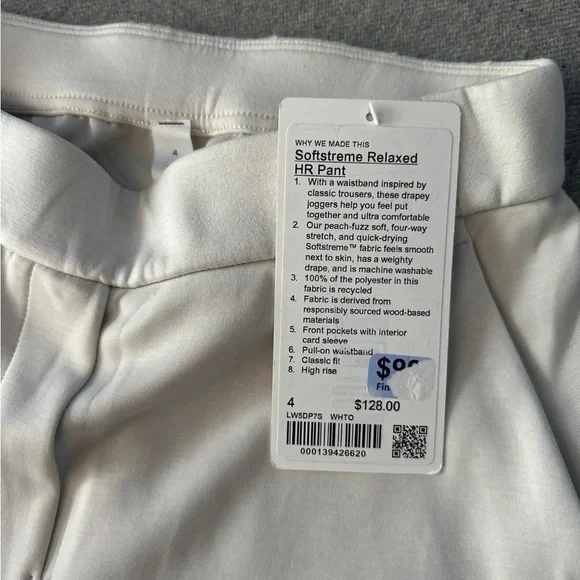 4
WHY WE MADE THIS
Softstreme Relaxed
HR Pant
1. With a waistband inspired by
classic trousers, these drapey
joggers help you feel put
together and ultra comfortable
2. Our peach-fuzz soft, four-way
stretch, and quick-drying
Softstreme™ fabric feels smooth
next to skin, has a weighty
drape, and is machine washable
3. 100% of the polyester in this
fabric is recycled
4. Fabric is derived from
responsibly sourced wood-based
materials
5. Front pockets with interior
card sleeve
6. Pull-on waistband
7. Classic fit
8. High rise
4 $128.00
LW5DP7S WHTO
000139426620